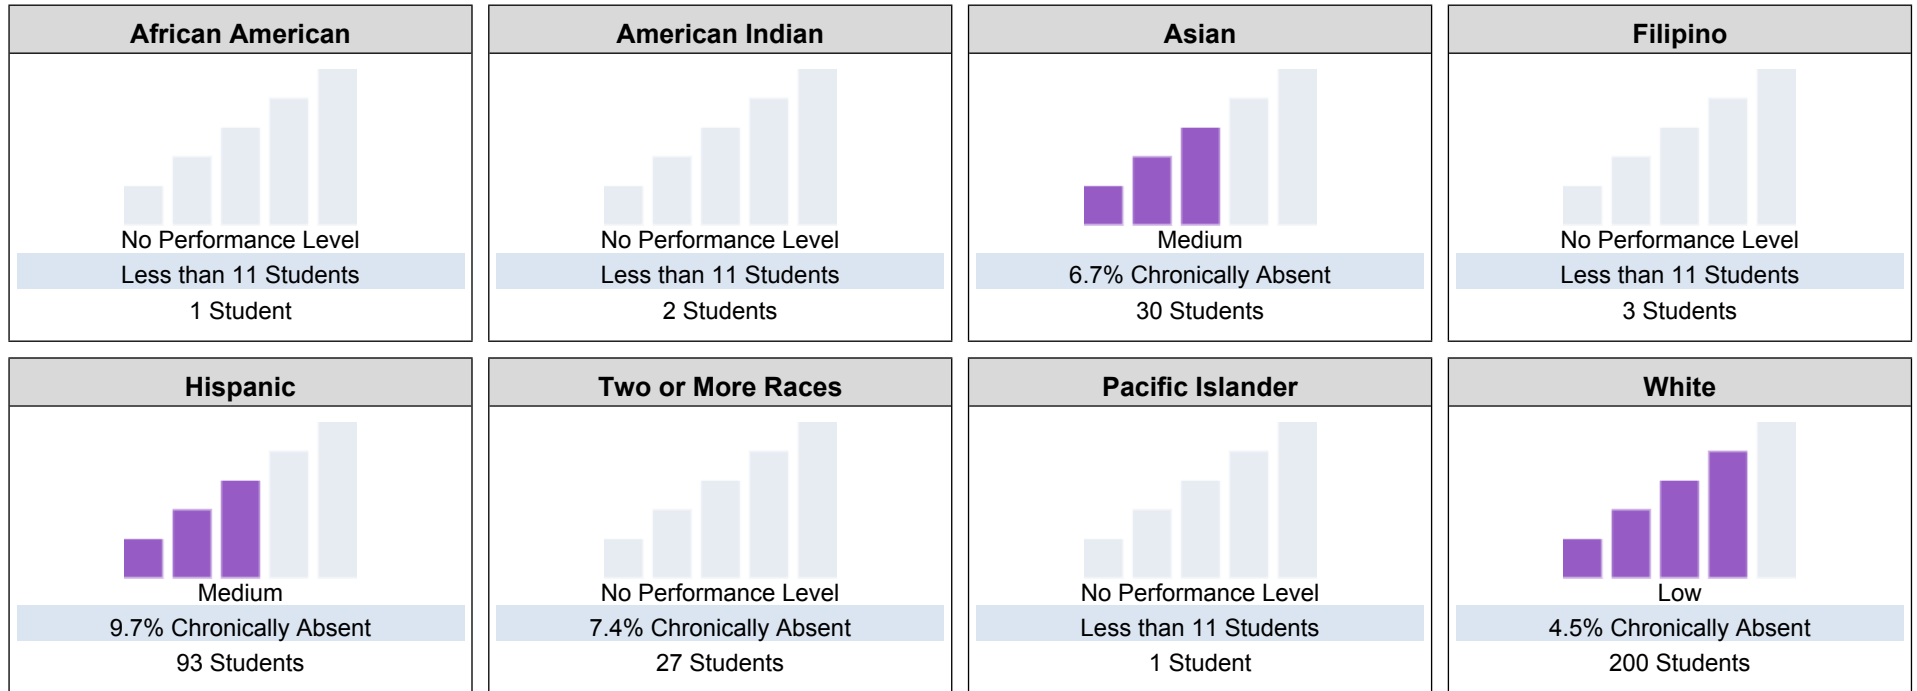 African American
No Performance Level
Less than 11 Students
1 Student
American Indian
No Performance Level
Less than 11 Students
2 Students
Asian
Medium
6.7% Chronically Absent
30 Students
Filipino
No Performance Level
Less than 11 Students
3 Students
Hispanic
Medium
9.7% Chronically Absent
93 Students
Two or More Races
No Performance Level
7.4% Chronically Absent
27 Students
Pacific Islander
No Performance Level
Less than 11 Students
1 Student
White
Low
4.5% Chronically Absent
200 Students